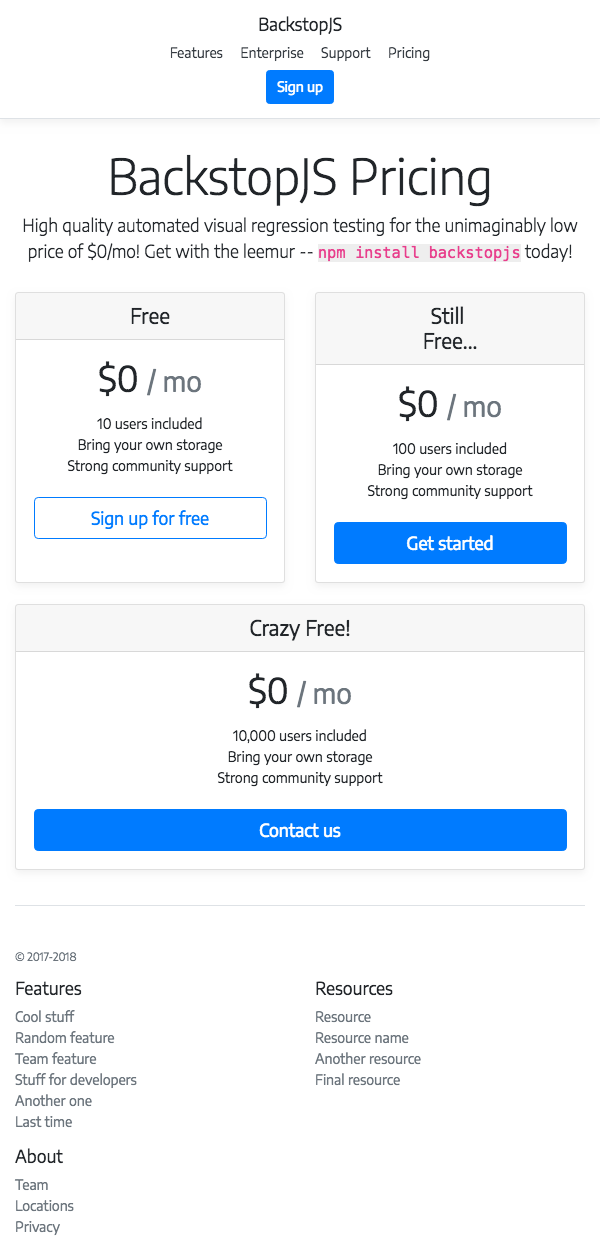 BackstopJS
Features Enterprise Support Pricing
Sign up
BackstopJS Pricing
High quality automated visual regression testing for the unimaginably low
price of $0/mo! Get with the leemur -- npm install backstopjs today!
Free
$0 / mo
10 users included
Bring your own storage
Strong community support
Sign up for free
Still
Free...
$0 / mo
100 users included
Bring your own storage
Strong community support
Get started
Crazy Free!
$0 / mo
10,000 users included
Bring your own storage
Strong community support
Contact us
© 2017-2018
Features
Cool stuff
Random feature
Team feature
Stuff for developers
Another one
Last time
Resources
Resource
Resource name
Another resource
Final resource
About
Team
Locations
Privacy